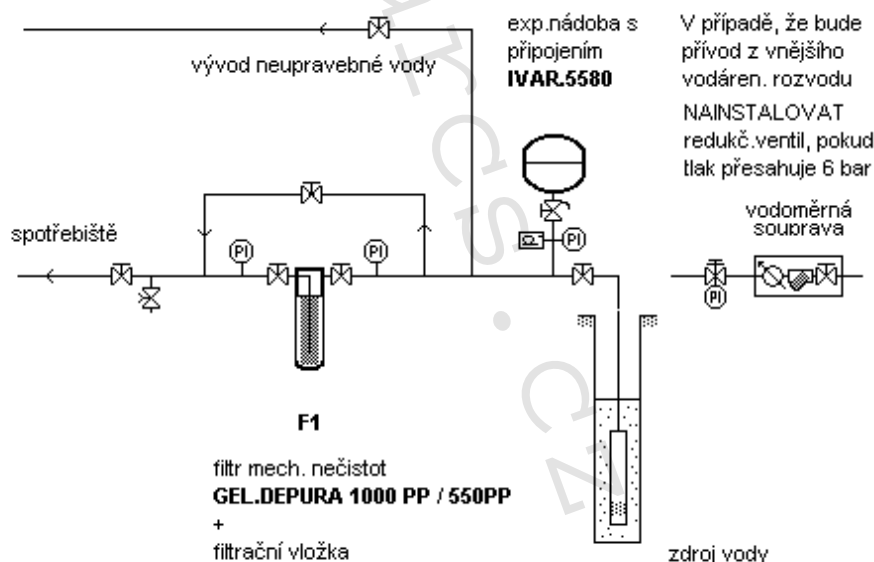 exp.nádoba s
připojením
IVAR.5580
V případě, že bude
přívod z vnějšího
vodáren. rozvodu
NAINSTALOVAT
redukč.ventil, pokud
tlak přesahuje 6 bar
vývod neupravebné vody
vodoměrná
souprava
spotřebiště
PI
PI
PI
PI
F1
filtr mech. nečistot
GEL.DEPURA 1000 PP / 550PP
+
filtrační vložka
zdroj vody